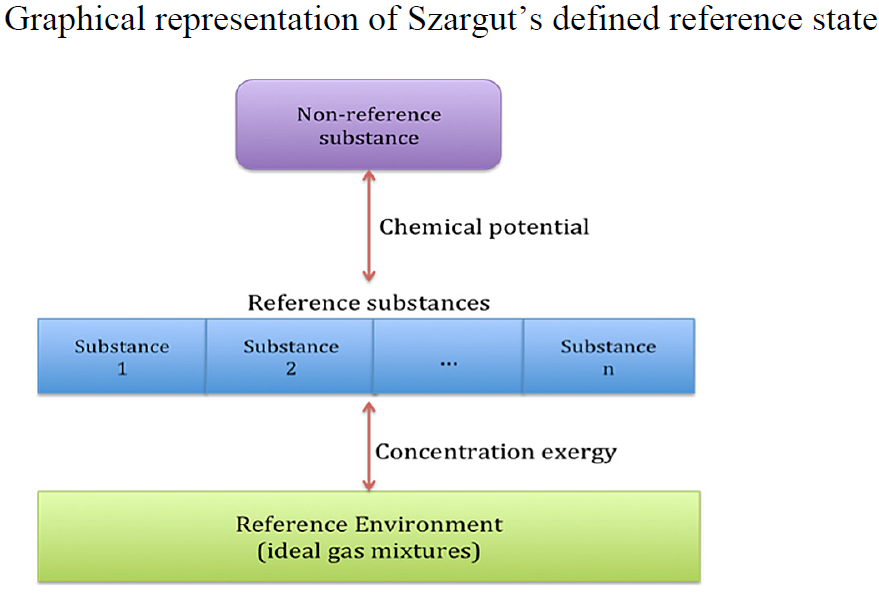 Graphical representation of Szargut’s defined reference state
Non-reference
substance
Chemical potential
Reference substances
Substance
1
Substance
2
...
Substance
n
Concentration exergy
Reference Environment
(ideal gas mixtures)